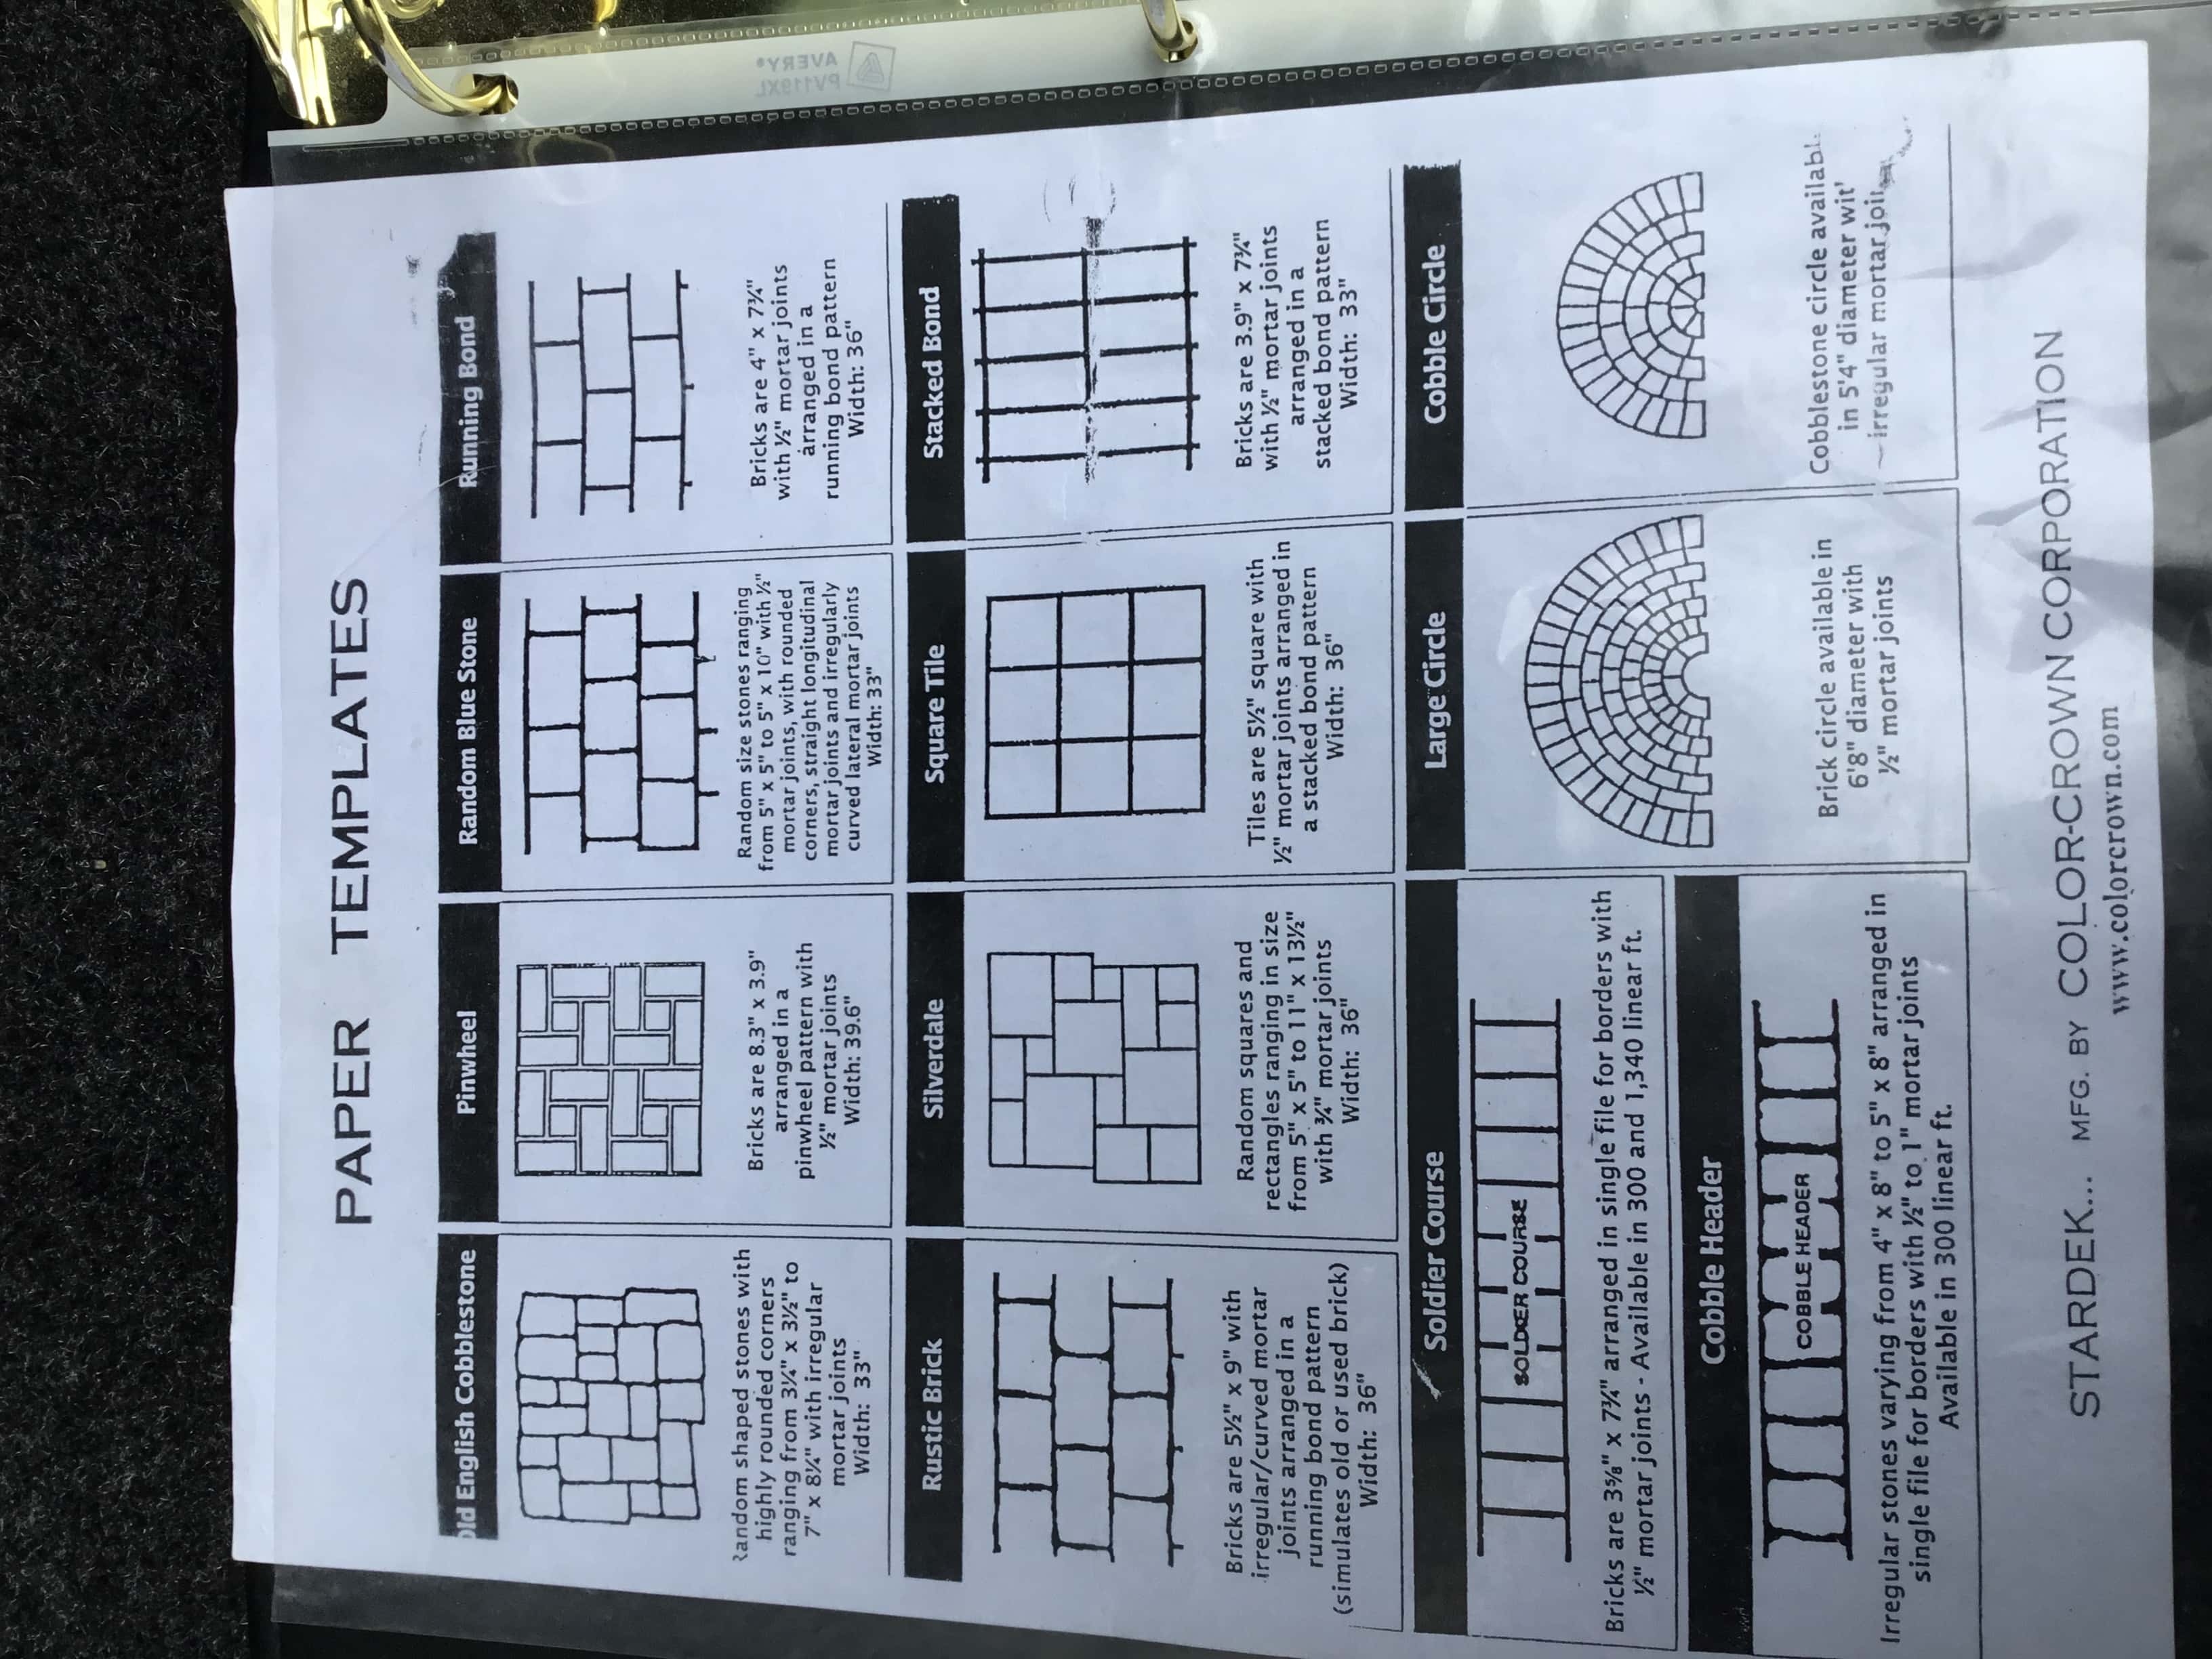 AVERY®
PV119XL
PAPER TEMPLATES
Old English Cobblestone
Random shaped stones with
highly rounded corners
ranging from 3¼" x 3½" to
7" x 8¼" with irregular
mortar joints
Width: 33"
Pinwheel
Bricks are 8.3" x 3.9"
arranged in a
pinwheel pattern with
½" mortar joints
Width: 39.6"
Random Blue Stone
Random size stones ranging
from 5" x 5" to 5" x 10" with ½"
mortar joints, with rounded
corners, straight longitudinal
mortar joints and irregularly
curved lateral mortar joints
Width: 33"
Running Bond
Bricks are 4" x 7¾"
with ½" mortar joints
arranged in a
running bond pattern
Width: 36"
Rustic Brick
Bricks are 5½" x 9" with
irregular/curved mortar
joints arranged in a
running bond pattern
(simulates old or used brick)
Width: 36"
Silverdale
Random squares and
rectangles ranging in size
from 5" x 5" to 11" x 13½"
with ¾" mortar joints
Width: 36"
Square Tile
Tiles are 5½" square with
½" mortar joints arranged in
a stacked bond pattern
Width: 36"
Stacked Bond
Bricks are 3.9" x 7¾"
with ½" mortar joints
arranged in a
stacked bond pattern
Width: 33"
Soldier Course
SOLDIER COURSE
Bricks are 3⅝" x 7¾" arranged in single file for borders with
½" mortar joints - Available in 300 and 1,340 linear ft.
Cobble Header
COBBLE HEADER
Irregular stones varying from 4" x 8" to 5" x 8" arranged in
single file for borders with ½" to 1" mortar joints
Available in 300 linear ft.
Large Circle
Brick circle available in
6'8" diameter with
½" mortar joints
Cobble Circle
Cobblestone circle availabl
in 5'4" diameter wit
irregular mortar joi
STARDEK... MFG. BY COLOR-CROWN CORPORATION
www.colorcrown.com